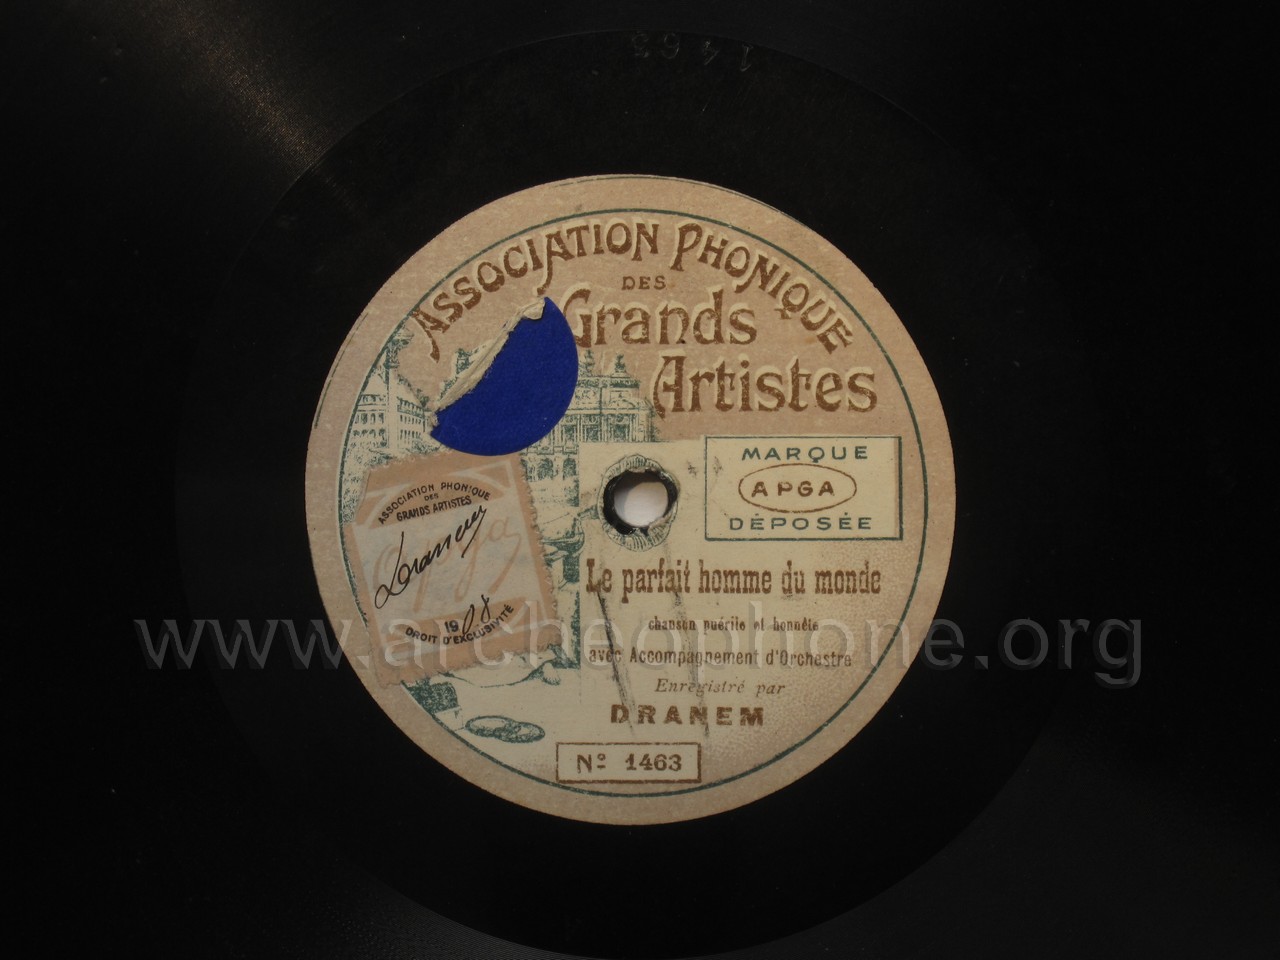 1463
ASSOCIATION PHONIQUE
DES
Grands
Artistes
MARQUE
APGA
DÉPOSÉE
ASSOCIATION PHONIQUE
DES
GRANDS ARTISTES
Dranem
1908
DROIT D'EXCLUSIVITÉ
Le parfait homme du monde
chanson puérile et honnête
avec Accompagnement d'Orchestre
Enregistré par
DRANEM
Nº 1463
www.archeophone.org